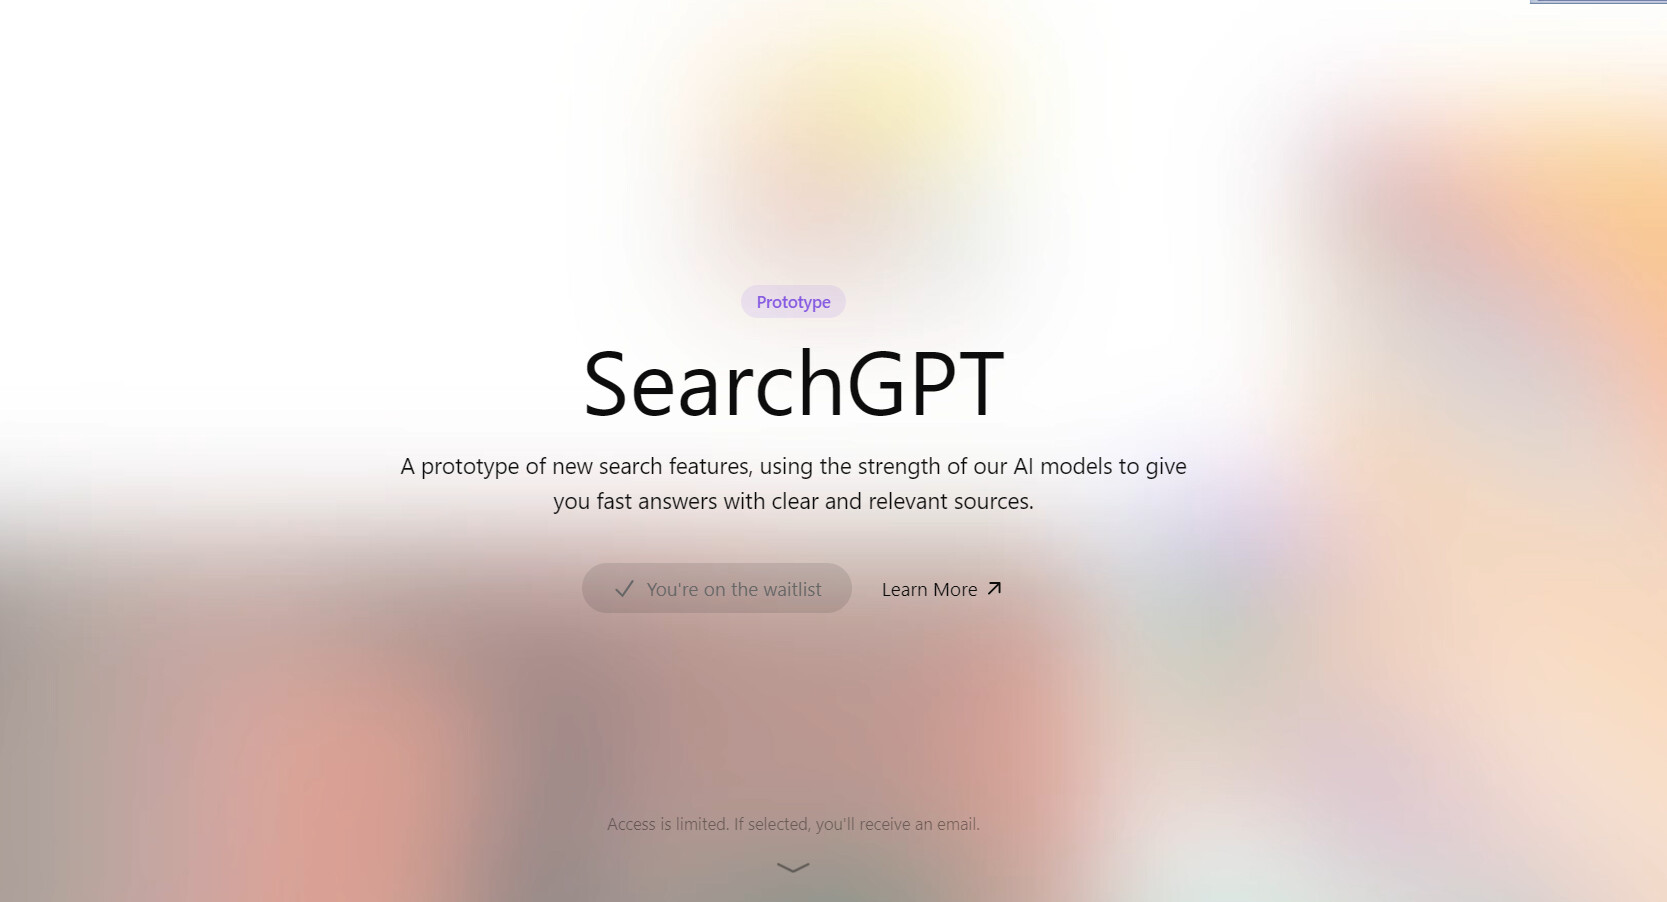 Prototype
SearchGPT
A prototype of new search features, using the strength of our AI models to give
you fast answers with clear and relevant sources.
You're on the waitlist
Learn More
Access is limited. If selected, you'll receive an email.